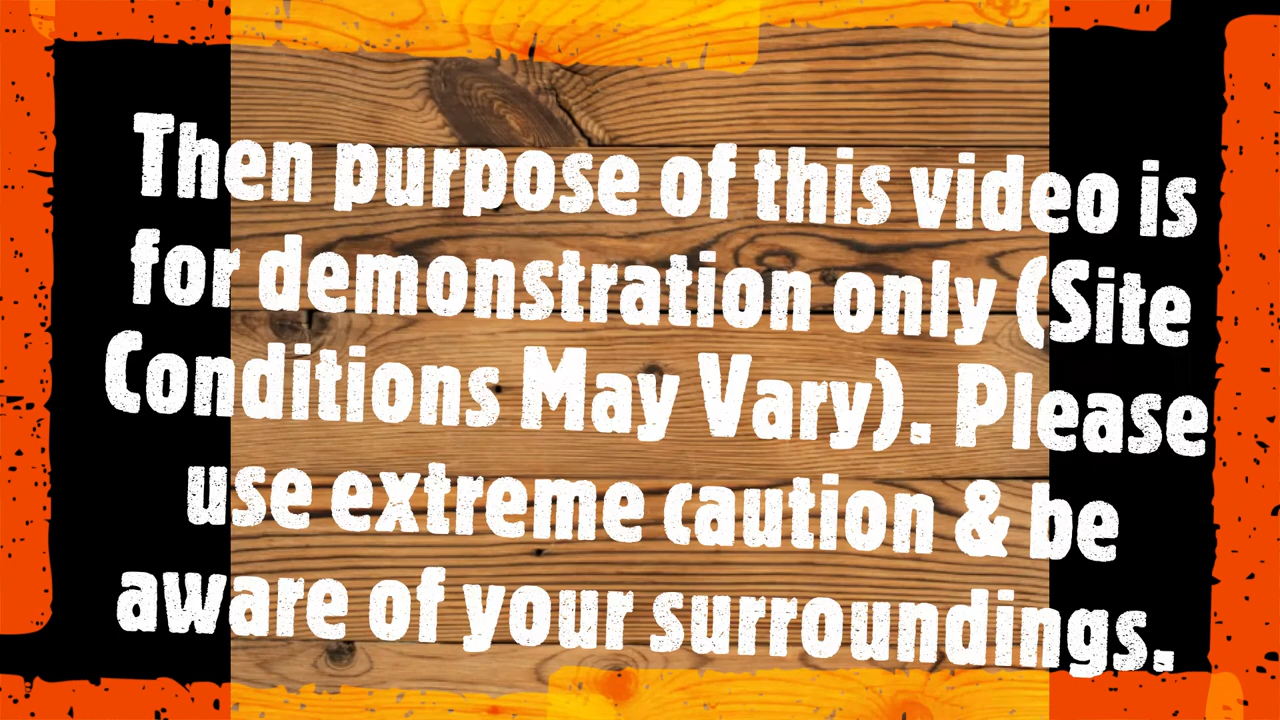 Then purpose of this video is
for demonstration only (Site
Conditions May Vary). Please
use extreme caution & be
aware of your surroundings.